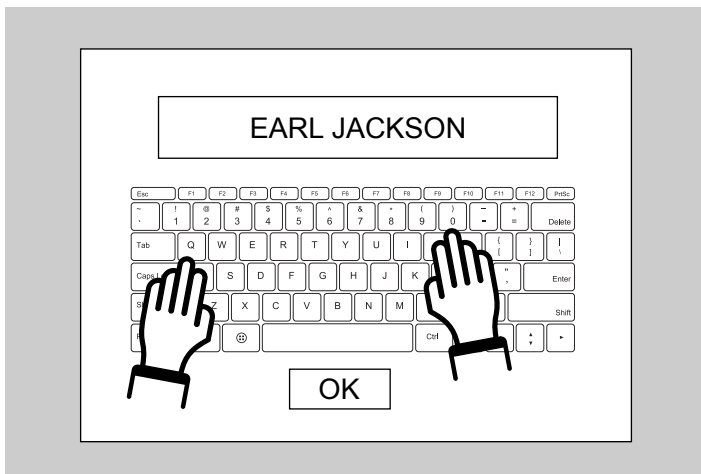 EARL JACKSON
Esc F1 F2 F3 F4 F5 F6 F7 F8 F9 F10 F11 F12 PrtSc
~ ! @ # $ % ^ & * ( ) _ +
1 2 3 4 5 6 7 8 9 0 - = Delete
Tab Q W E R T Y U I { } |
[ ] \
Caps S D F G H J K " Enter
,
Z X C V B N M Shift
Ctrl
OK